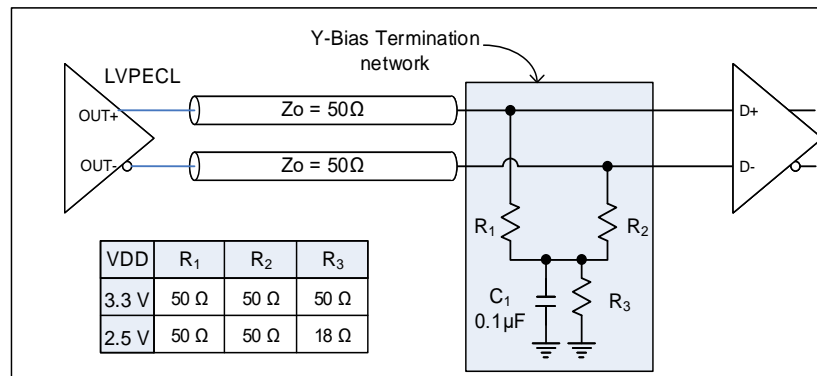 Y-Bias Termination
network
LVPECL
OUT+
Zo = 50Ω
D+
OUT-
Zo = 50Ω
D-
R1
R2
VDD R1 R2 R3
3.3 V 50 Ω 50 Ω 50 Ω
2.5 V 50 Ω 50 Ω 18 Ω
C1
0.1µF
R3